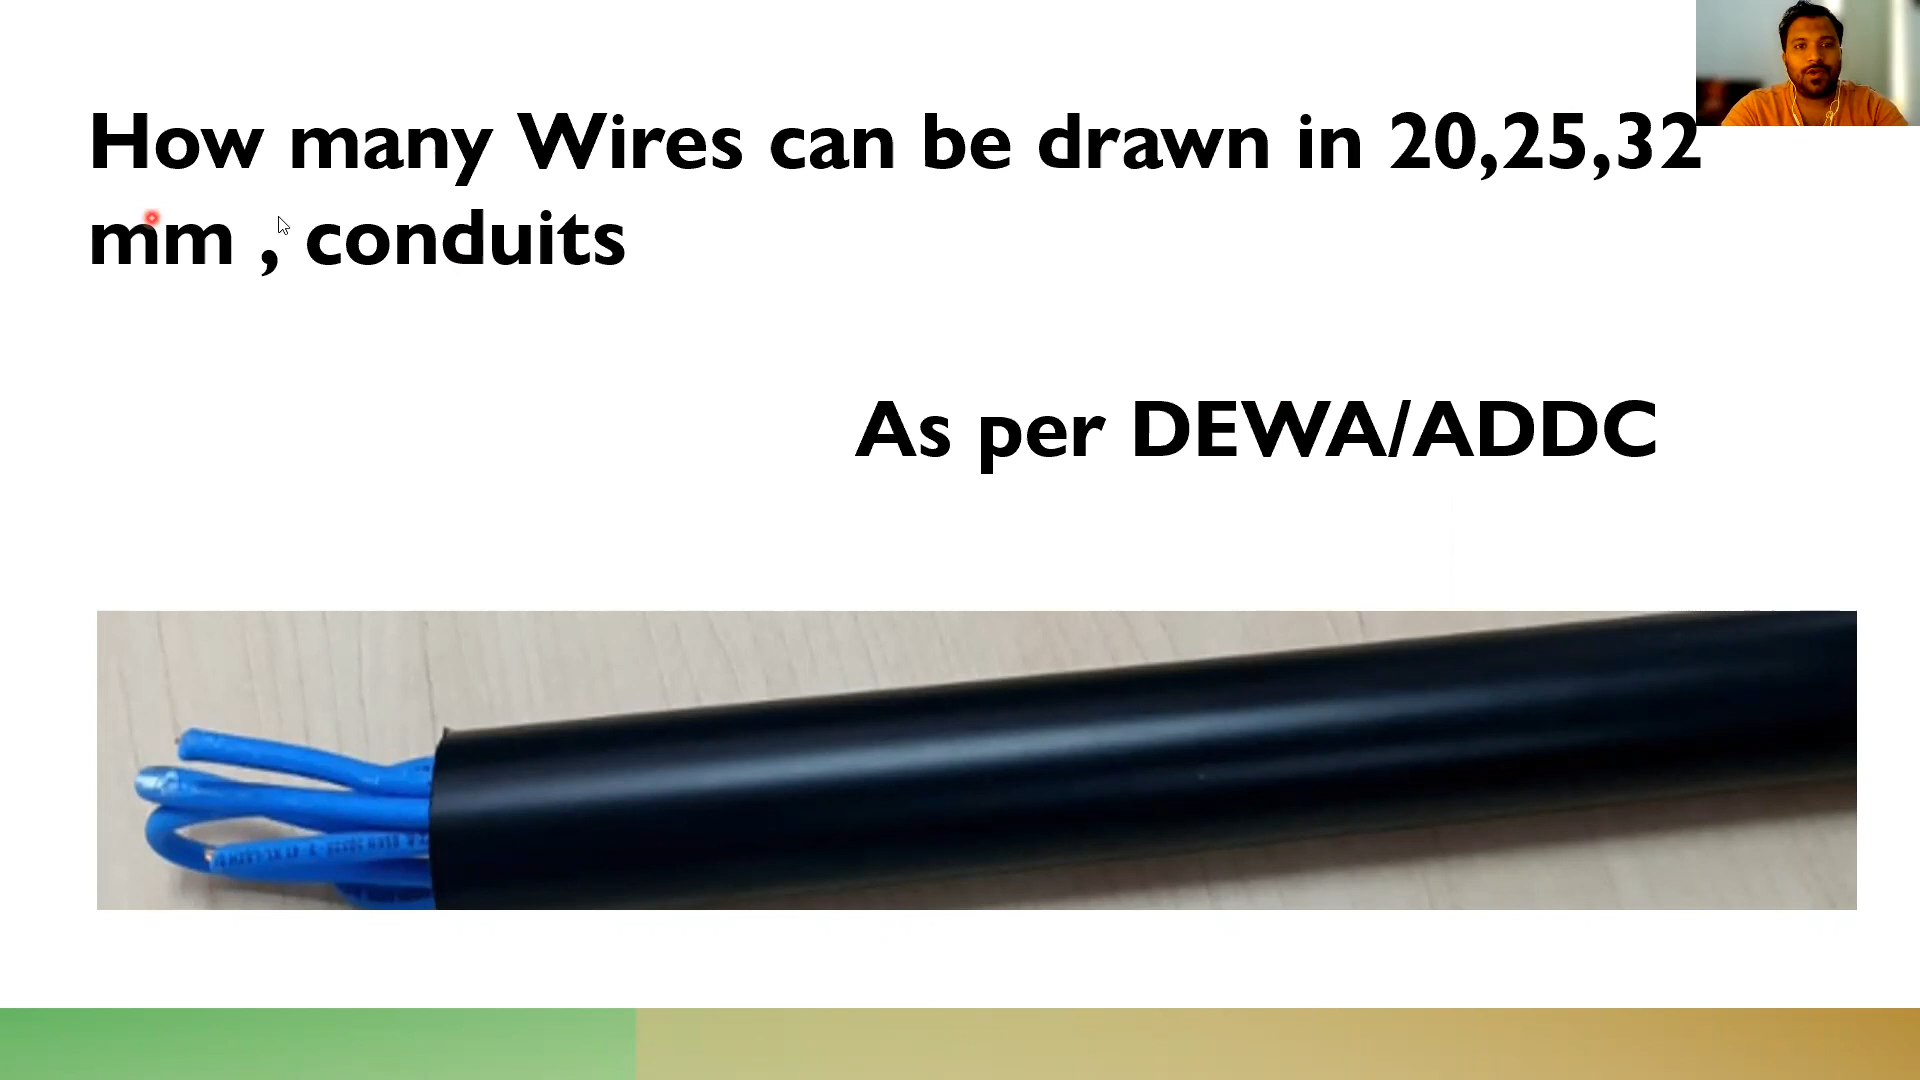 How many Wires can be drawn in 20,25,32
mm , conduits
As per DEWA/ADDC